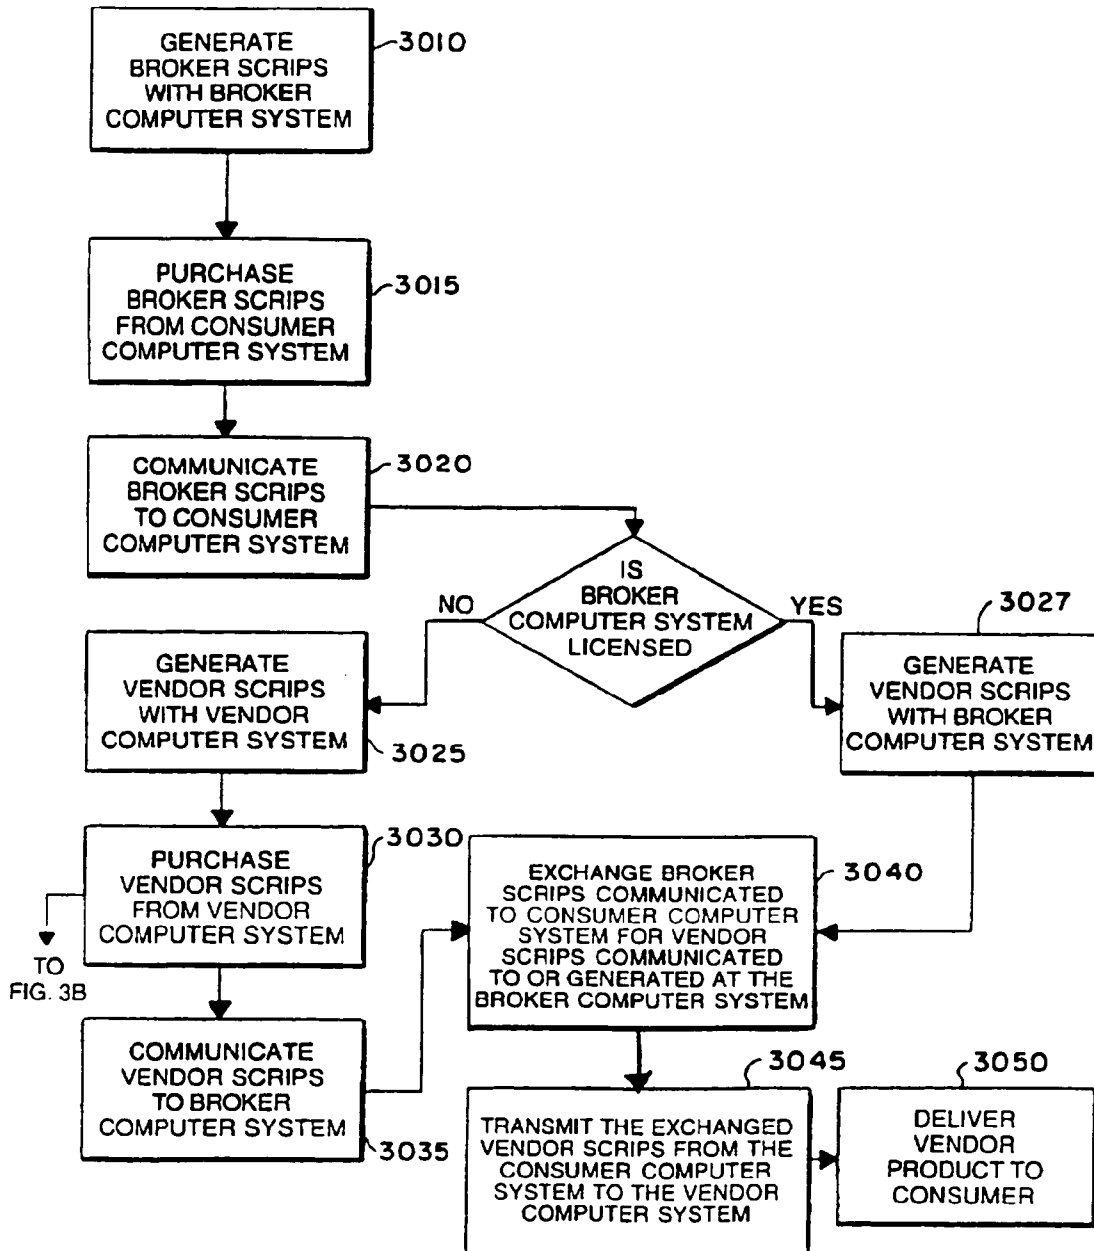 GENERATE
BROKER SCRIPS
WITH BROKER
COMPUTER SYSTEM
3010
PURCHASE
BROKER SCRIPS
FROM CONSUMER
COMPUTER SYSTEM
3015
COMMUNICATE
BROKER SCRIPS
TO CONSUMER
COMPUTER SYSTEM
3020
IS
BROKER
COMPUTER SYSTEM
LICENSED
NO
YES
GENERATE
VENDOR SCRIPS
WITH VENDOR
COMPUTER SYSTEM
3025
3027
GENERATE
VENDOR SCRIPS
WITH BROKER
COMPUTER SYSTEM
PURCHASE
VENDOR SCRIPS
FROM VENDOR
COMPUTER SYSTEM
3030
TO
FIG. 3B
COMMUNICATE
VENDOR SCRIPS
TO BROKER
COMPUTER SYSTEM
3035
EXCHANGE BROKER
SCRIPS COMMUNICATED
TO CONSUMER COMPUTER
SYSTEM FOR VENDOR
SCRIPS COMMUNICATED
TO OR GENERATED AT THE
BROKER COMPUTER SYSTEM
3040
3045
TRANSMIT THE EXCHANGED
VENDOR SCRIPS FROM THE
CONSUMER COMPUTER
SYSTEM TO THE VENDOR
COMPUTER SYSTEM
3050
DELIVER
VENDOR
PRODUCT TO
CONSUMER